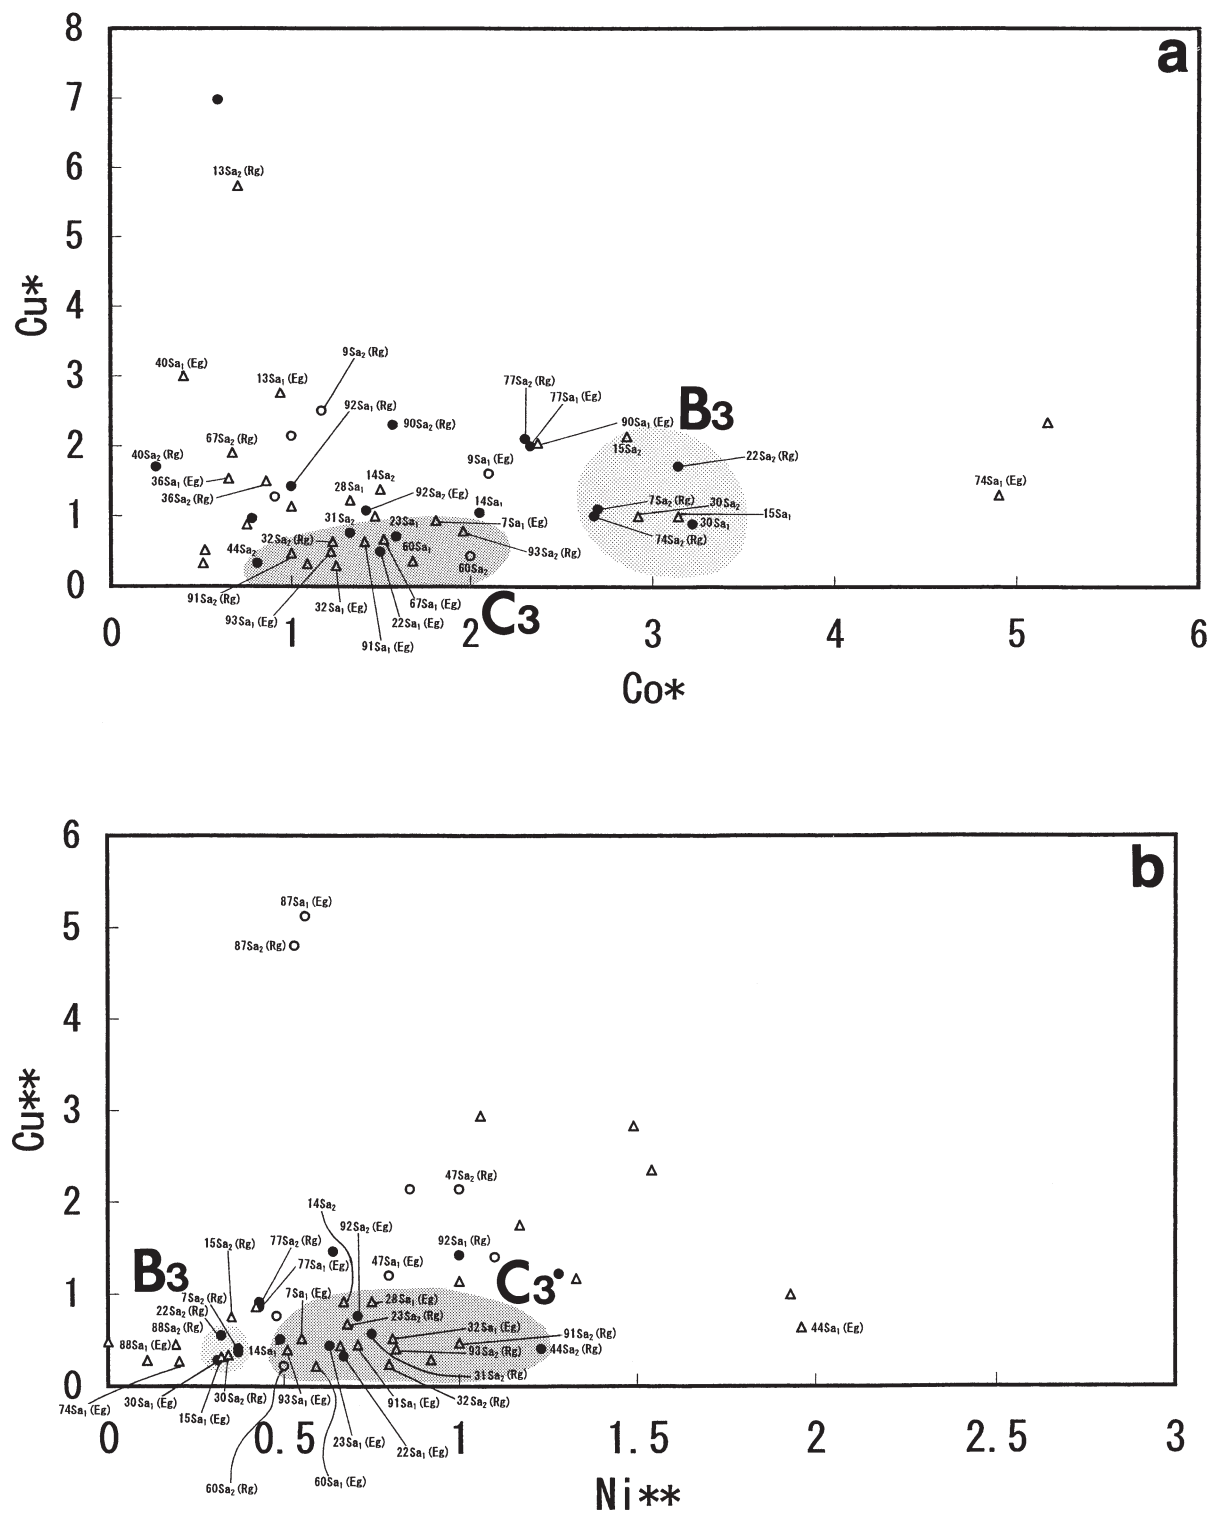 8
a
7
13Sa₂(Rg)
6
5
Cu*
4
9Sa₂(Rg)
40Sa₁(Eg)
13Sa₁(Eg)
3
77Sa₂(Rg)
77Sa₁(Eg)
92Sa₁(Rg)
B3
90Sa₂(Rg)
90Sa₁(Eg)
67Sa₂(Rg)
2
15Sa₂
40Sa₂(Rg)
9Sa₁(Eg)
22Sa₂(Rg)
36Sa₁(Eg)
14Sa₂
74Sa₁(Eg)
28Sa₁
92Sa₂(Eg)
36Sa₂(Rg)
14Sa₁
7Sa₂(Rg)
30Sa₂
1
31Sa₂
23Sa₁
7Sa₁(Eg)
15Sa₁
30Sa₁
32Sa₂(Rg)
74Sa₂(Rg)
44Sa₂
60Sa₁
93Sa₂(Rg)
60Sa₂
0
91Sa₂(Rg)
32Sa₁(Eg)
67Sa₁(Eg)
C3
93Sa₁(Eg)
22Sa₁(Eg)
91Sa₁(Eg)
0 1 2 3 4 5 6
Co*
6
b
87Sa₁(Eg)
5
87Sa₂(Rg)
4
Cu**
3
47Sa₂(Rg)
2
14Sa₂
92Sa₂(Eg)
15Sa₂(Rg)
77Sa₂(Rg)
92Sa₁(Rg)
B3
77Sa₁(Eg)
47Sa₁(Eg)
C3
7Sa₂(Rg)
7Sa₁(Eg)
28Sa₁(Eg)
1
22Sa₂(Rg)
23Sa₂(Rg)
88Sa₂(Rg)
32Sa₁(Eg)
44Sa₁(Eg)
91Sa₂(Rg)
88Sa₁(Eg)
14Sa₁
93Sa₂(Rg)
44Sa₂(Rg)
31Sa₂(Rg)
0
74Sa₁(Eg)
30Sa₁(Eg)
30Sa₂(Rg)
93Sa₁(Eg)
91Sa₁(Eg)
32Sa₂(Rg)
15Sa₁(Eg)
0 0.5 1 1.5 2 2.5 3
23Sa₁(Eg)
22Sa₁(Eg)
60Sa₂(Rg)
60Sa₁(Eg)
Ni**